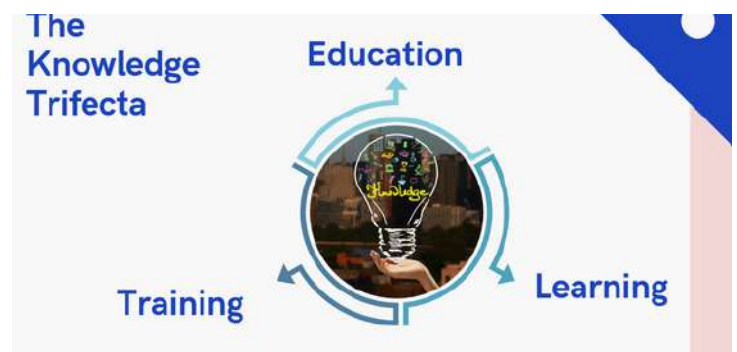 The
Knowledge
Trifecta
Education
Knowledge
Learning
Training